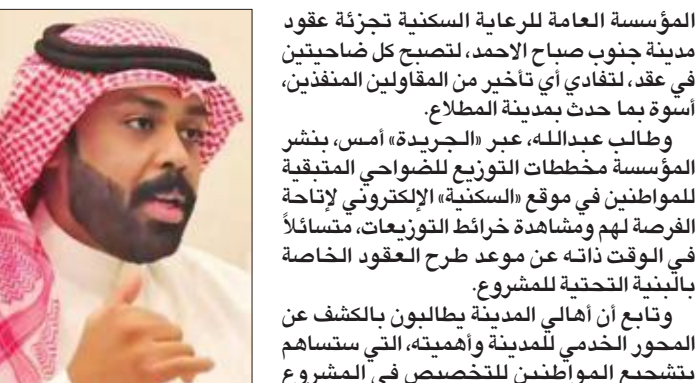 المؤسسة العامة للرعاية السكنية تجزئة عقود
مدينة جنوب صباح الاحمد، لتصبح كل ضاحيتين
في عقد، لتفادي أي تأخير من المقاولين المنفذين،
أسوة بما حدث بمدينة المطلاع.
وطالب عبدالله، عبر «الجريدة» أمس، بنشر
المؤسسة مخططات التوزيع للضواحي المتبقية
للمواطنين في موقع «السكنية» الإلكتروني لإتاحة
الفرصة لهم ومشاهدة خرائط التوزيعات، متسائلاً
في الوقت ذاته عن موعد طرح العقود الخاصة
بالبنية التحتية للمشروع.
وتابع أن أهالي المدينة يطالبون بالكشف عن
المحور الخدمي للمدينة وأهميته، التي ستساهم
بتشجيع المواطنين للتخصيص في المشروع